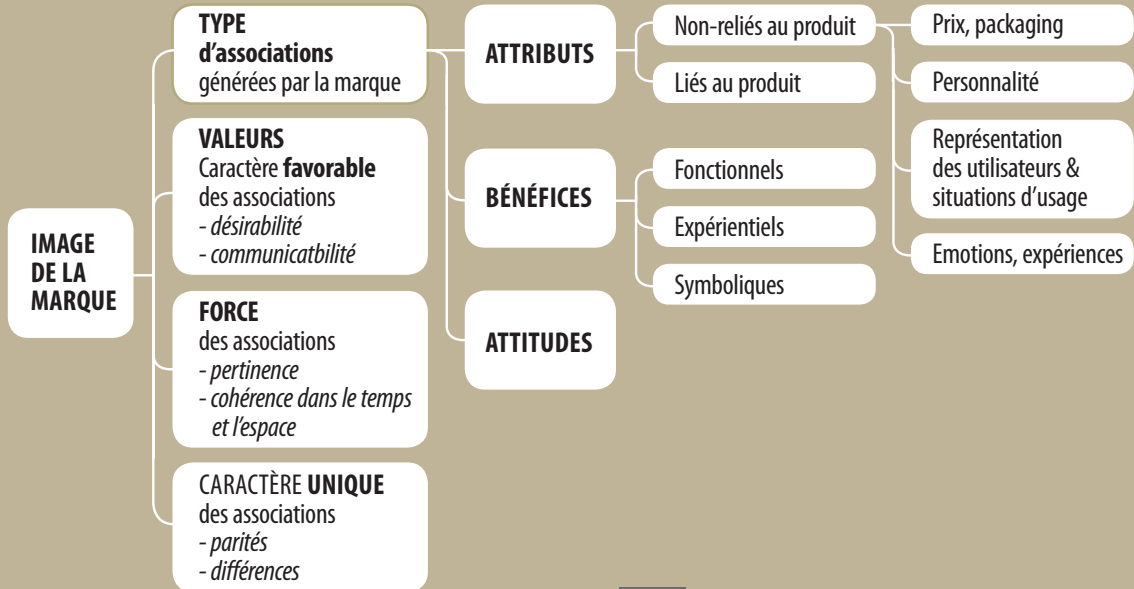 IMAGE
DE LA
MARQUE
TYPE
d'associations
générées par la marque
VALEURS
Caractère favorable
des associations
- désirabilité
- communicatbilité
FORCE
des associations
- pertinence
- cohérence dans le temps
et l'espace
CARACTÈRE UNIQUE
des associations
- parités
- différences
ATTRIBUTS
BÉNÉFICES
ATTITUDES
Non-reliés au produit
Liés au produit
Fonctionnels
Expérientiels
Symboliques
Prix, packaging
Personnalité
Représentation
des utilisateurs &
situations d'usage
Emotions, expériences